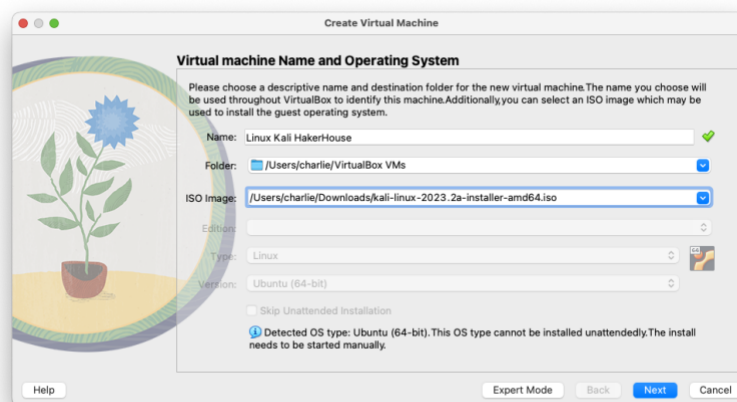 Create Virtual Machine
Virtual machine Name and Operating System
Please choose a descriptive name and destination folder for the new virtual machine.The name you choose will
be used throughout VirtualBox to identify this machine.Additionally,you can select an ISO image which may be
used to install the guest operating system.
Name: Linux Kali HakerHouse
Folder: /Users/charlie/VirtualBox VMs
ISO Image: /Users/charlie/Downloads/kali-linux-2023.2a-installer-amd64.iso
Edition:
Type: Linux
64
Version: Ubuntu (64-bit)
Skip Unattended Installation
Detected OS type: Ubuntu (64-bit).This OS type cannot be installed unattendedly.The install
needs to be started manually.
Help Expert Mode Back Next Cancel